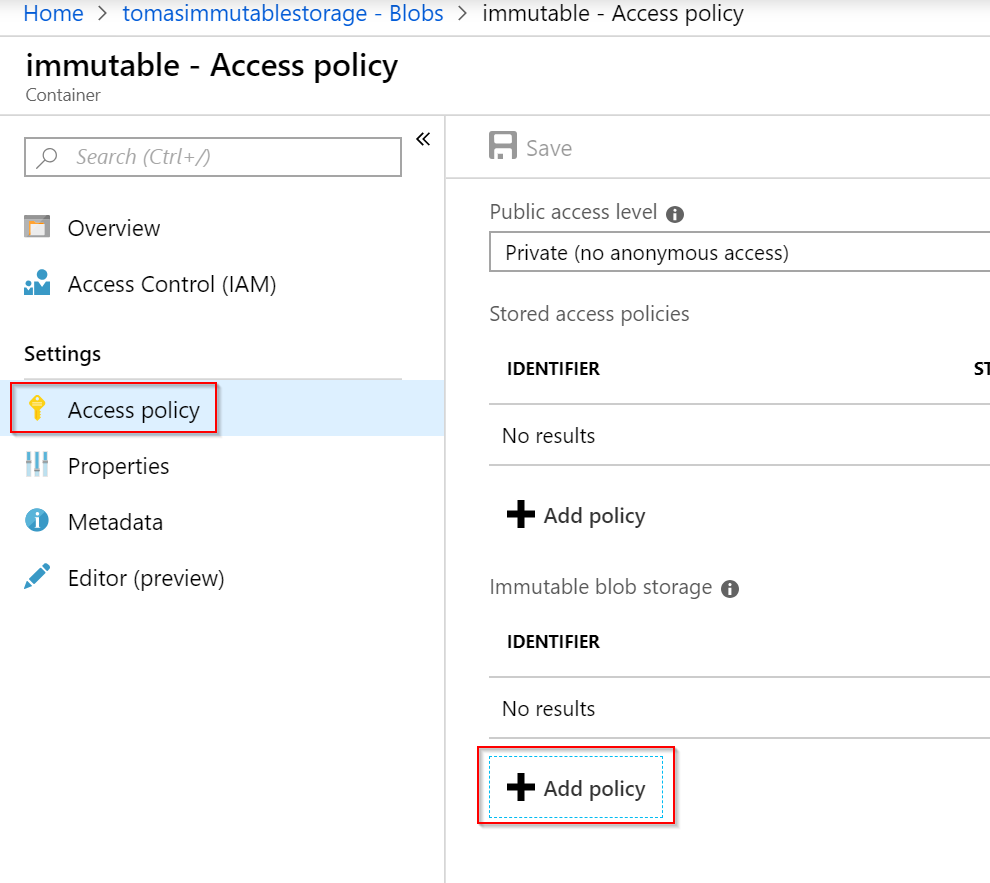 Home > tomasimmutablestorage - Blobs > immutable - Access policy
immutable - Access policy
Container
«
Search (Ctrl+/)
Overview
Access Control (IAM)
Settings
Access policy
Properties
Metadata
Editor (preview)
Save
Public access level
Private (no anonymous access)
Stored access policies
IDENTIFIER ST
No results
Add policy
Immutable blob storage
IDENTIFIER
No results
Add policy